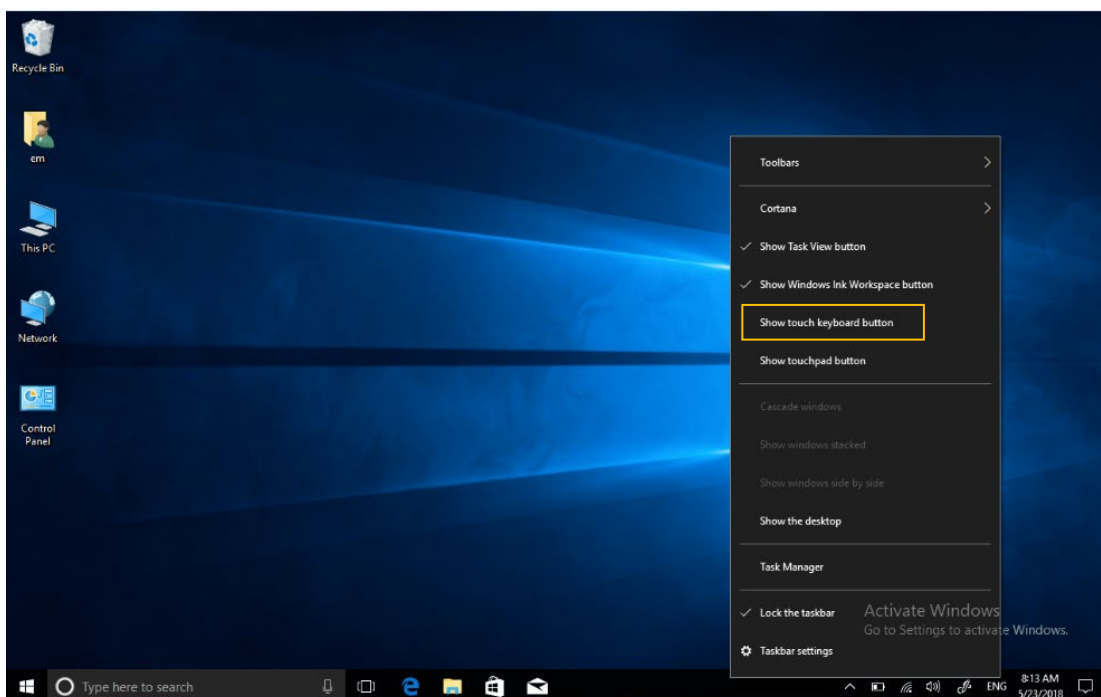 Recycle Bin
em
This PC
Network
Control
Panel
Toolbars
Cortana
Show Task View button
Show Windows Ink Workspace button
Show touch keyboard button
Show touchpad button
Cascade windows
Show windows stacked
Show windows side by side
Show the desktop
Task Manager
Lock the taskbar
Taskbar settings
Activate Windows
Go to Settings to activate Windows.
Type here to search
ENG
8:13 AM
5/23/2018